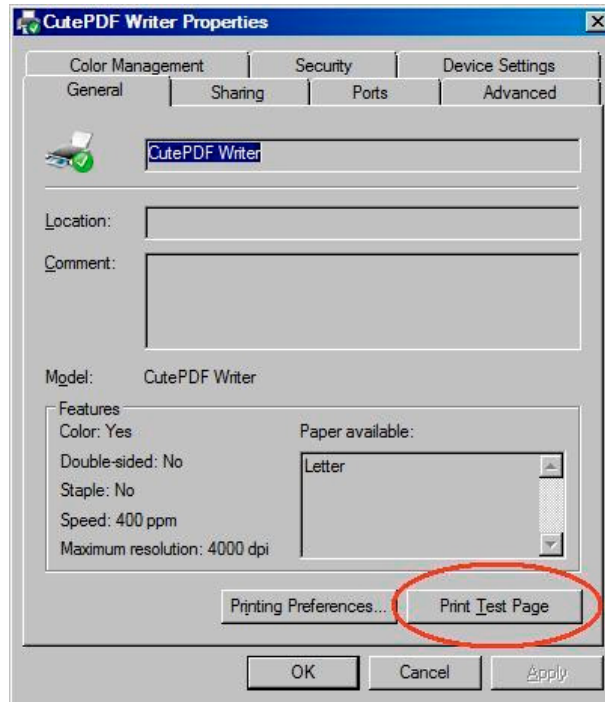 CutePDF Writer Properties
Color Management Security Device Settings
General Sharing Ports Advanced
CutePDF Writer
Location:
Comment:
Model: CutePDF Writer
Features
Color: Yes
Paper available:
Double-sided: No
Letter
Staple: No
Speed: 400 ppm
Maximum resolution: 4000 dpi
Printing Preferences... Print Test Page
OK Cancel Apply